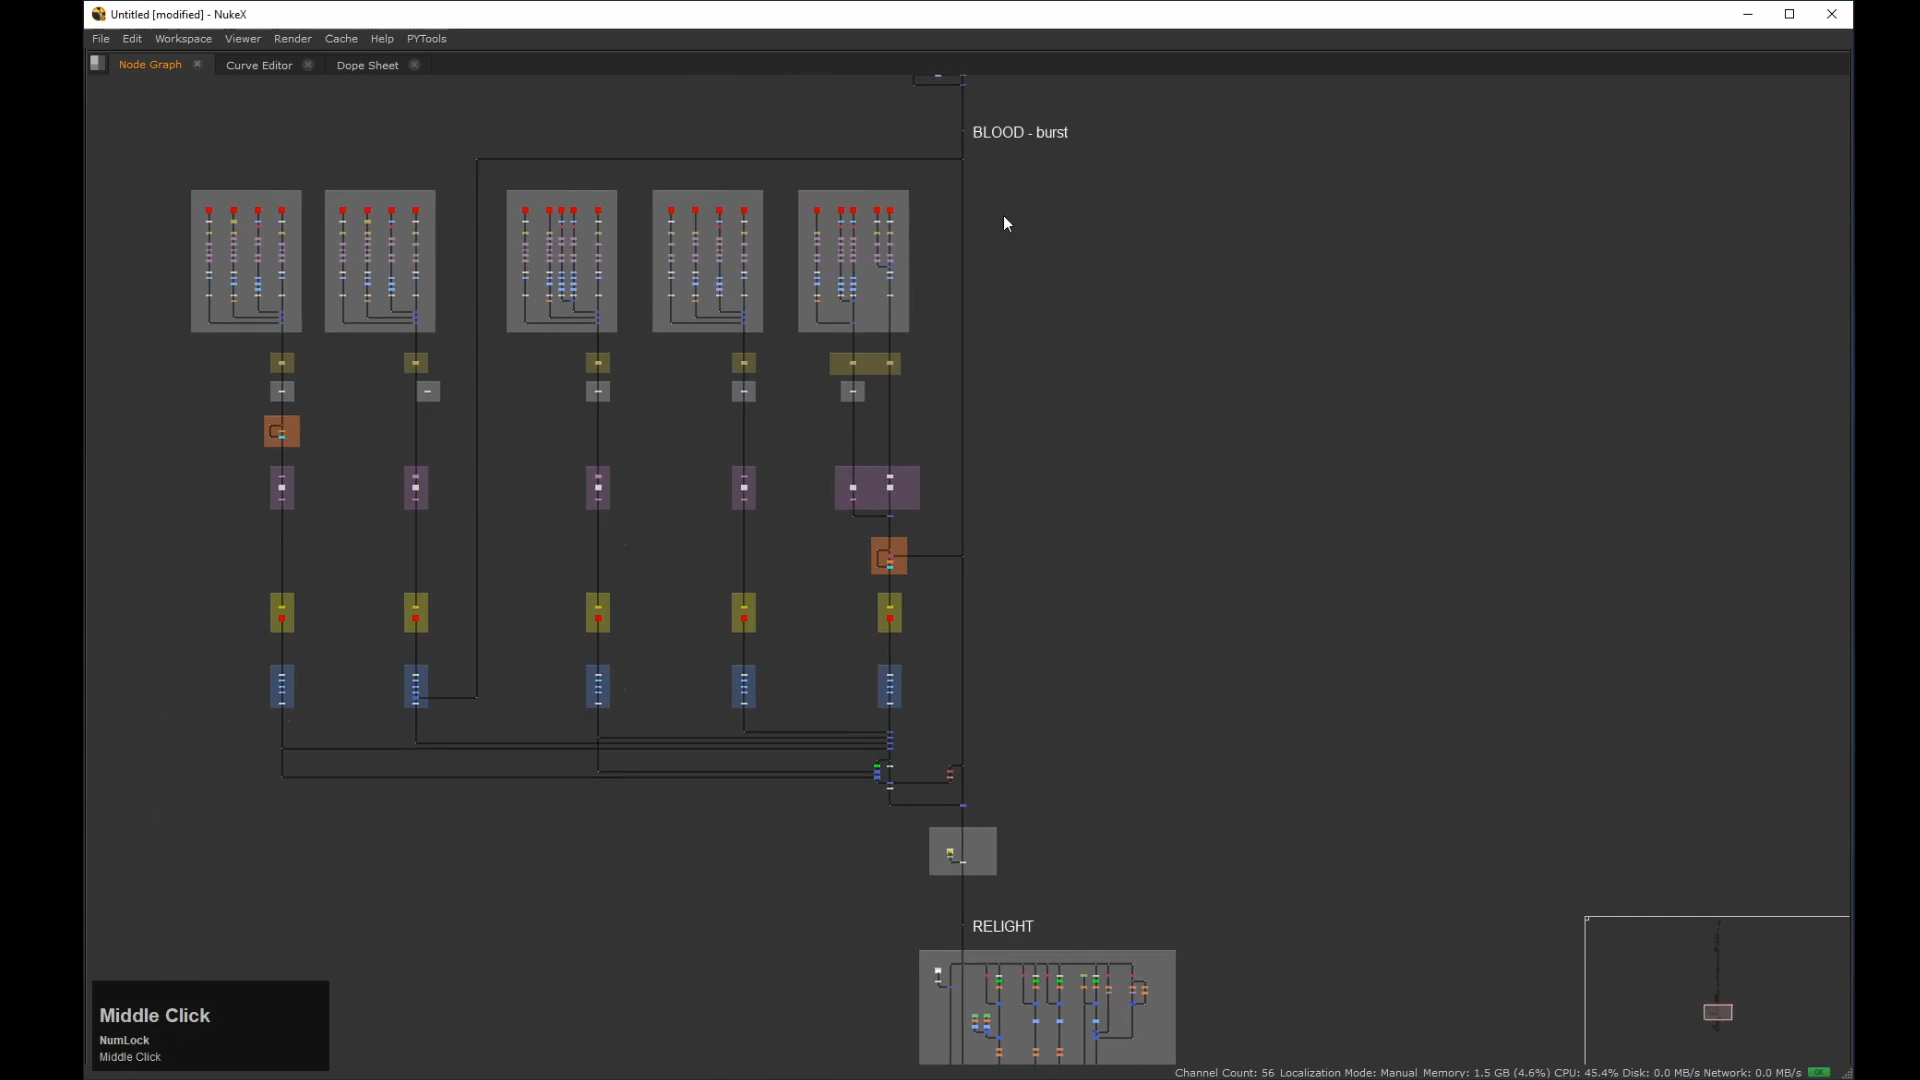 Untitled [modified] - NukeX
File Edit Workspace Viewer Render Cache Help PYTools
Node Graph Curve Editor Dope Sheet
BLOOD - burst
RELIGHT
Middle Click
NumLock
Middle Click
Channel Count: 56 Localization Mode: Manual Memory: 1.5 GB (4.6%) CPU: 45.4% Disk: 0.0 MB/s Network: 0.0 MB/s OK